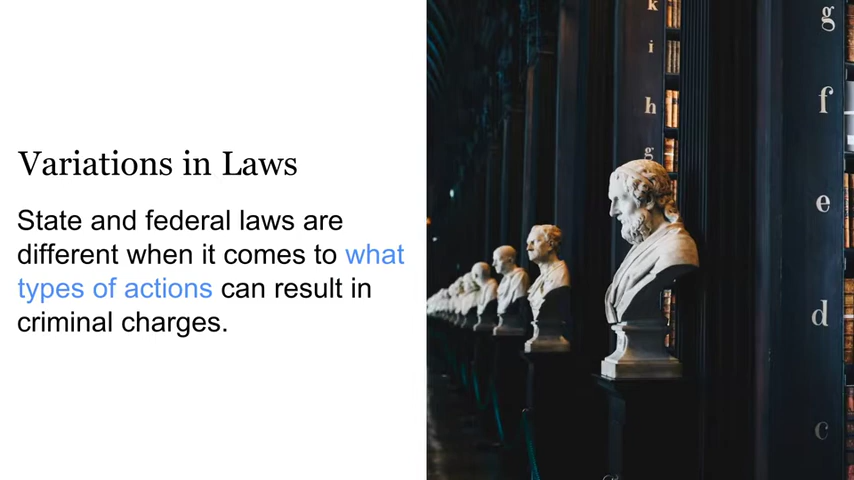 Variations in Laws
State and federal laws are
different when it comes to what
types of actions can result in
criminal charges.
k
i
h
g
g
f
e
d
c